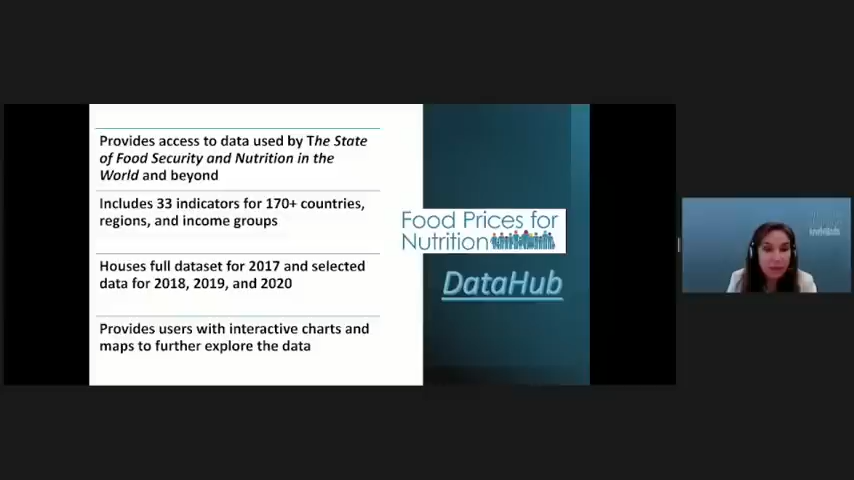 Provides access to data used by The State
of Food Security and Nutrition in the
World and beyond
Includes 33 indicators for 170+ countries,
regions, and income groups
Houses full dataset for 2017 and selected
data for 2018, 2019, and 2020
Provides users with interactive charts and
maps to further explore the data
Food Prices for
Nutrition
DataHub